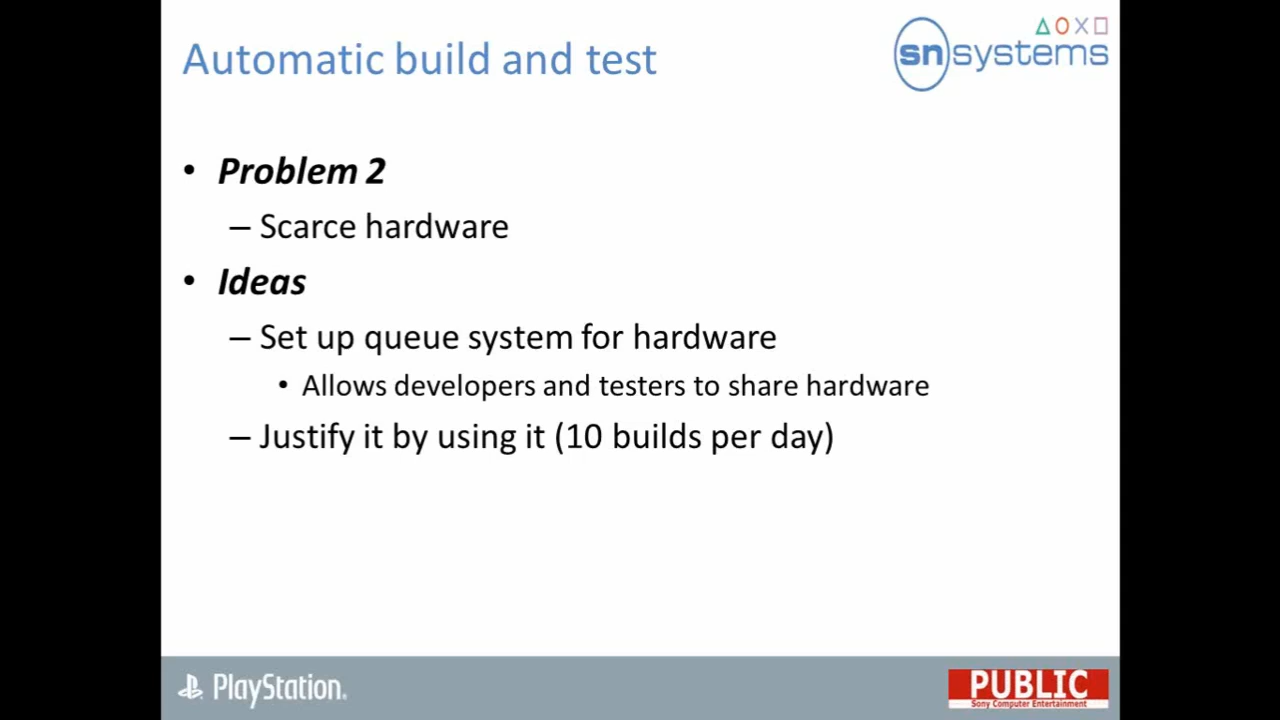 Automatic build and test
sn systems
• Problem 2
– Scarce hardware
• Ideas
– Set up queue system for hardware
• Allows developers and testers to share hardware
– Justify it by using it (10 builds per day)
PlayStation.
PUBLIC
Sony Computer Entertainment